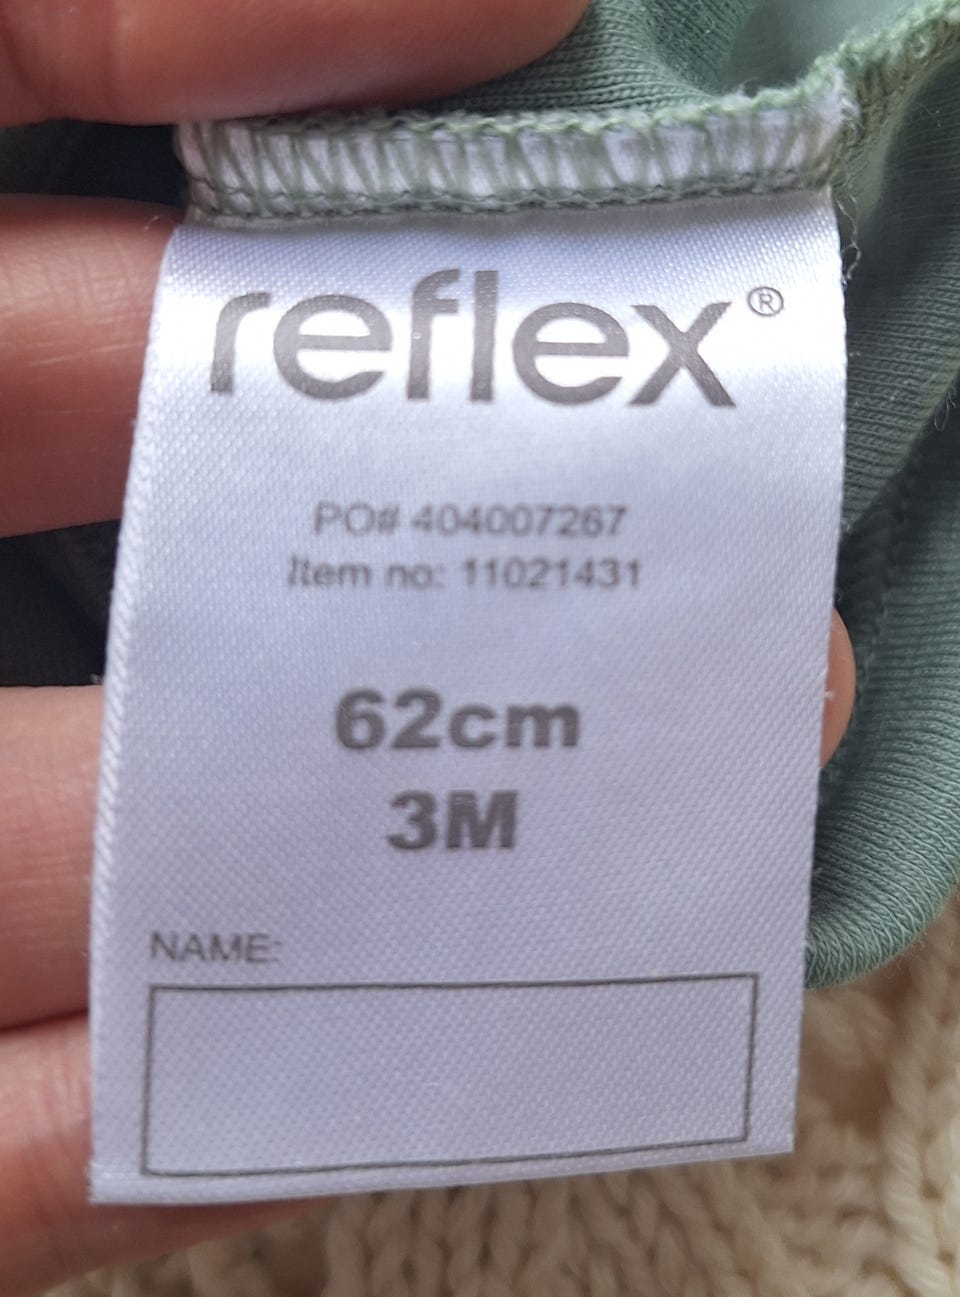 reflex®
PO# 404007267
Item no: 11021431
62cm
3M
NAME: